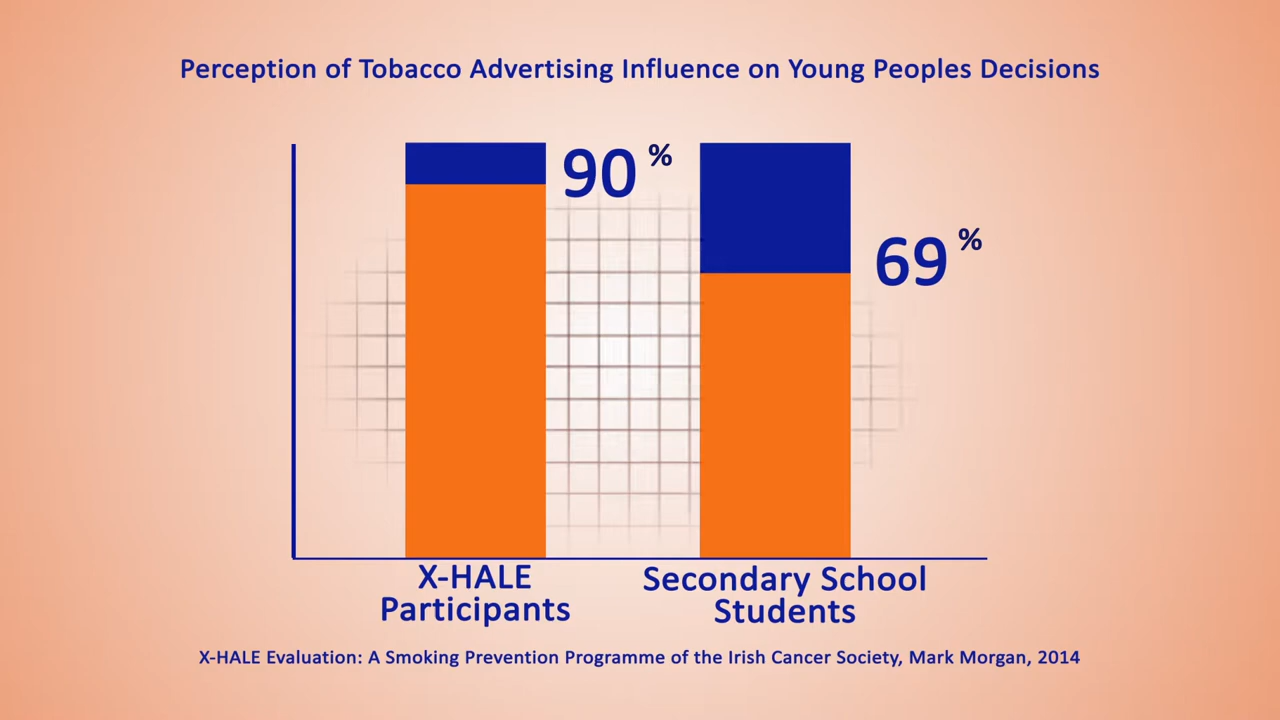 Perception of Tobacco Advertising Influence on Young Peoples Decisions
90 %
69 %
X-HALE
Participants
Secondary School
Students
X-HALE Evaluation: A Smoking Prevention Programme of the Irish Cancer Society, Mark Morgan, 2014